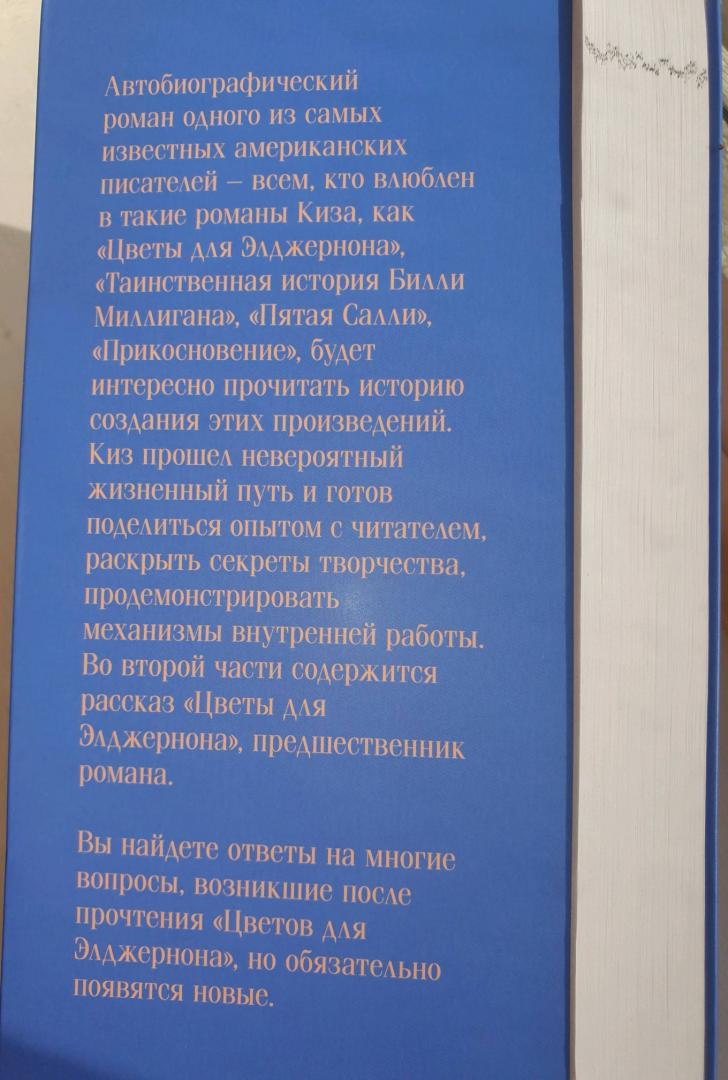 Автобиографический
роман одного из самых
известных американских
писателей – всем, кто влюблен
в такие романы Киза, как
«Цветы для Элджернона»,
«Таинственная история Билли
Миллигана», «Пятая Салли»,
«Прикосновение», будет
интересно прочитать историю
создания этих произведений.
Киз прошел невероятный
жизненный путь и готов
поделиться опытом с читателем,
раскрыть секреты творчества,
продемонстрировать
механизмы внутренней работы.
Во второй части содержится
рассказ «Цветы для
Элджернона», предшественник
романа.
Вы найдете ответы на многие
вопросы, возникшие после
прочтения «Цветов для
Элджернона», но обязательно
появятся новые.